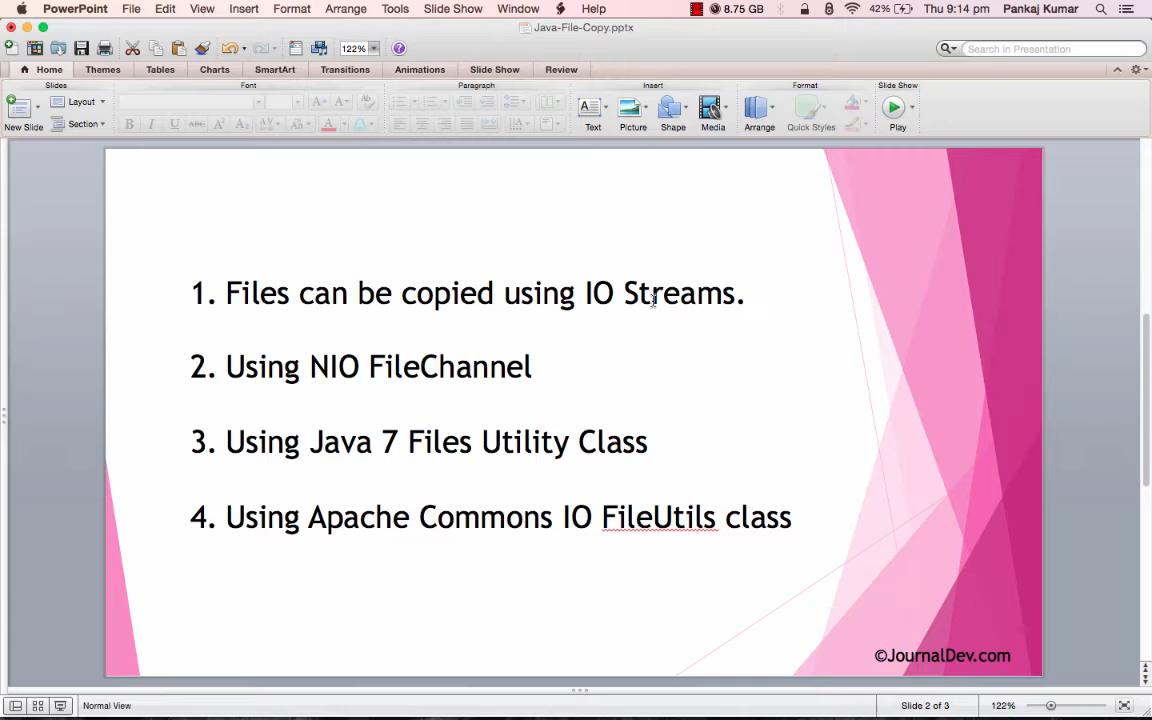 PowerPoint File Edit View Insert Format Arrange Tools Slide Show Window Help 8.75 GB 42% Thu 9:14 pm Pankaj Kumar
Java-File-Copy.pptx
122% Search in Presentation
Home Themes Tables Charts SmartArt Transitions Animations Slide Show Review
Slides Font Paragraph Insert Format Slide Show
Layout
New Slide Section Text Picture Shape Media Arrange Quick Styles Play
1. Files can be copied using IO Streams.
2. Using NIO FileChannel
3. Using Java 7 Files Utility Class
4. Using Apache Commons IO FileUtils class
©JournalDev.com
Normal View Slide 2 of 3 122%